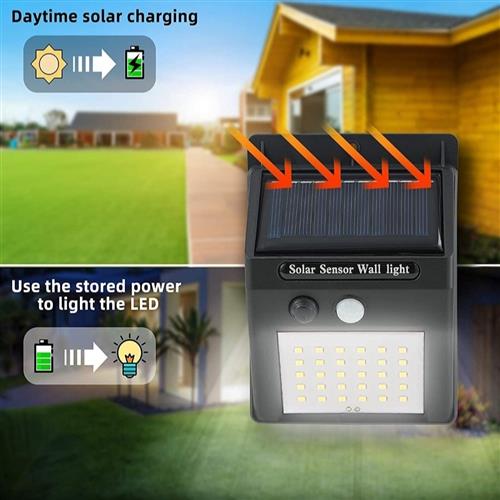 Daytime solar charging
Solar Sensor Wall light
Use the stored power
to light the LED